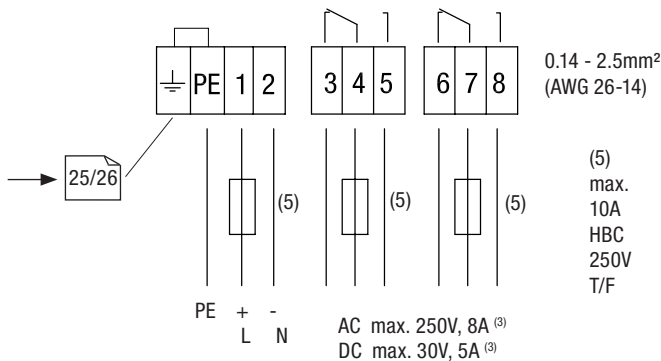 PE 1 2 3 4 5 6 7 8
0.14 - 2.5mm²
(AWG 26-14)
25/26
(5) (5) (5)
(5)
max.
10A
HBC
250V
T/F
PE + -
L N
AC max. 250V, 8A (3)
DC max. 30V, 5A (3)